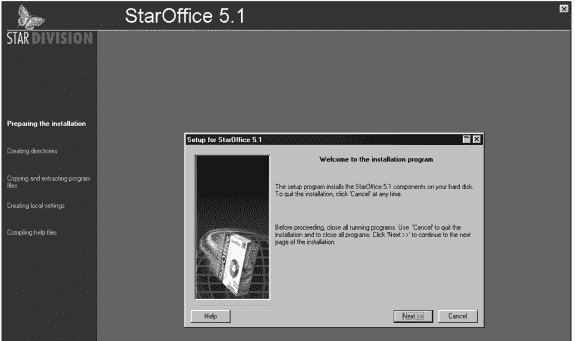 StarOffice 5.1
STAR DIVISION
Preparing the installation
Creating directories
Copying and extracting program
files
Creating local settings
Compiling help files
Setup for StarOffice 5.1
Welcome to the installation program
The setup program installs the StarOffice 5.1 components on your hard disk.
To quit the installation, click 'Cancel' at any time.
Before proceeding, close all running programs. Use 'Cancel' to quit the
installation and to close all programs. Click 'Next >>' to continue to the next
page of the installation.
Help
Next >>
Cancel